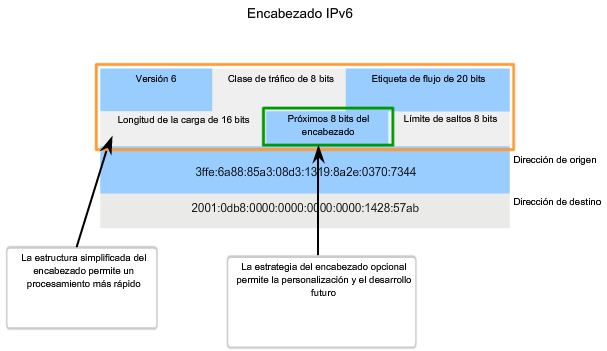 Encabezado IPv6
Versión 6
Clase de tráfico de 8 bits
Etiqueta de flujo de 20 bits
Longitud de la carga de 16 bits
Próximos 8 bits del
encabezado
Límite de saltos 8 bits
3ffe:6a88:85a3:08d3:1319:8a2e:0370:7344
Dirección de origen
2001:0db8:0000:0000:0000:0000:1428:57ab
Dirección de destino
La estructura simplificada del
encabezado permite un
procesamiento más rápido
La estrategia del encabezado opcional
permite la personalización y el desarrollo
futuro